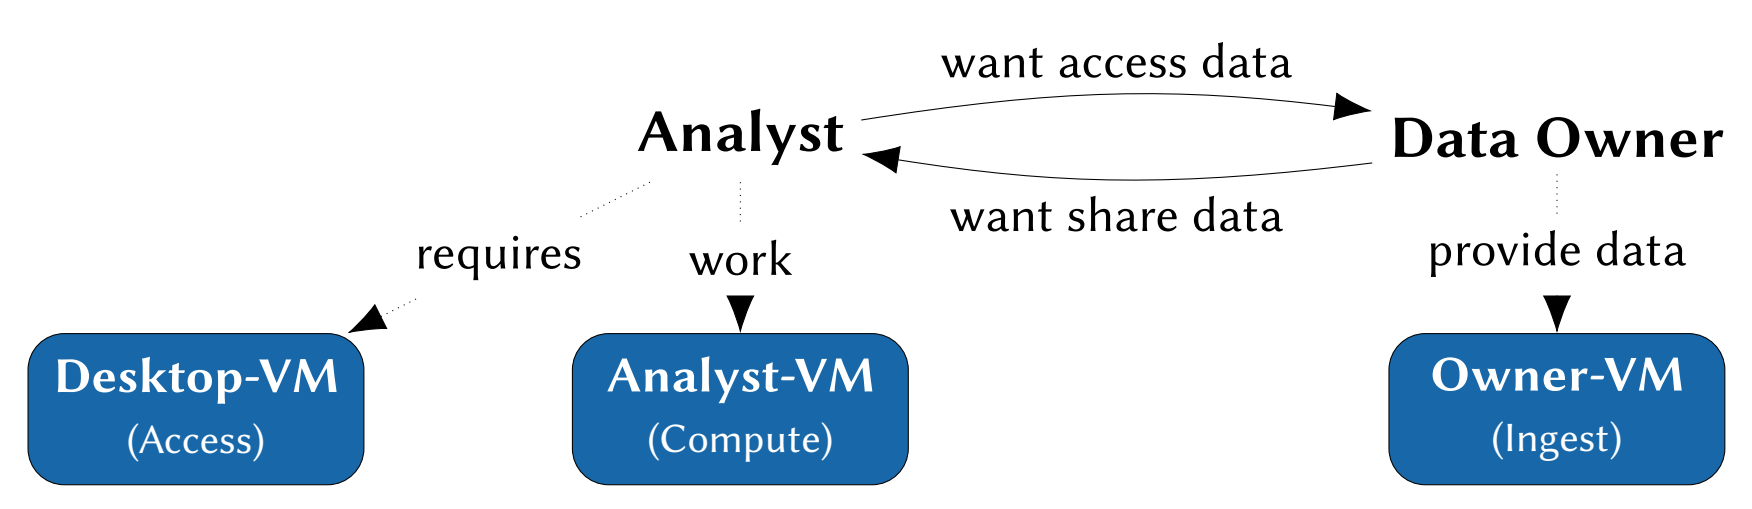 want access data
Analyst
Data Owner
want share data
requires
work
provide data
Desktop-VM
(Access)
Analyst-VM
(Compute)
Owner-VM
(Ingest)